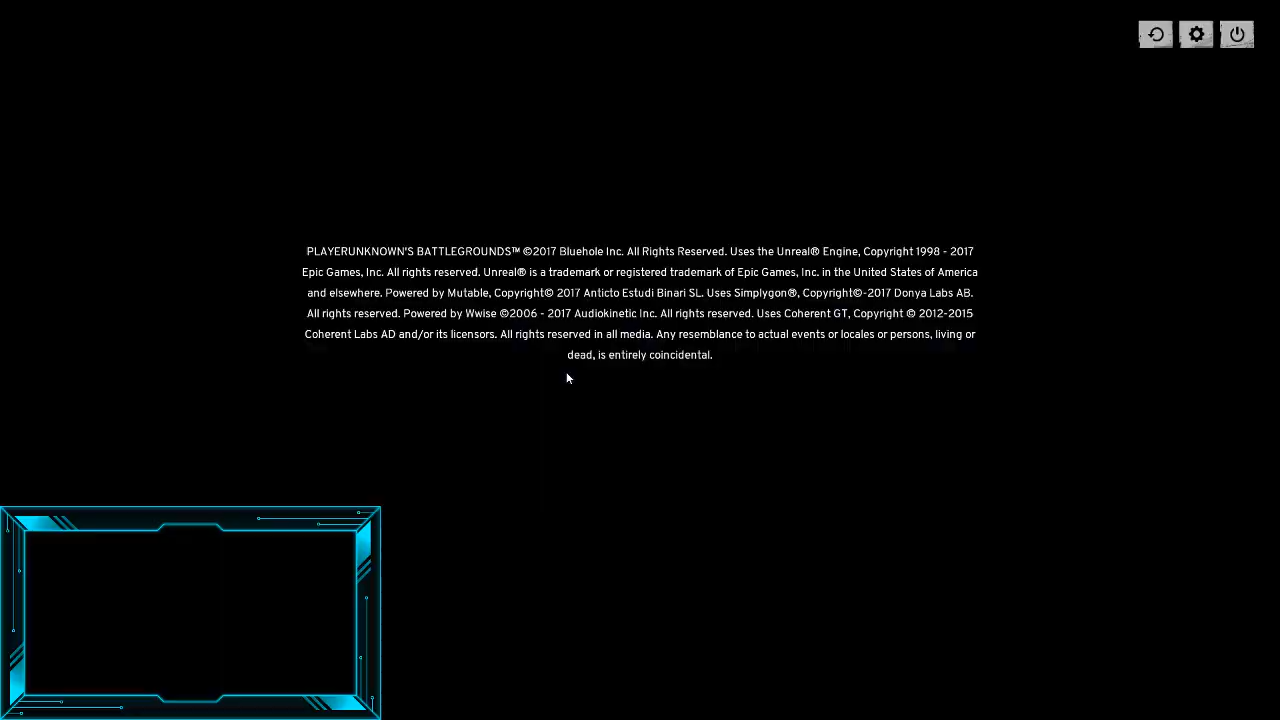 PLAYERUNKNOWN'S BATTLEGROUNDS™ ©2017 Bluehole Inc. All Rights Reserved. Uses the Unreal® Engine, Copyright 1998 - 2017
Epic Games, Inc. All rights reserved. Unreal® is a trademark or registered trademark of Epic Games, Inc. in the United States of America
and elsewhere. Powered by Mutable, Copyright© 2017 Anticto Estudi Binari SL. Uses Simplygon®, Copyright©-2017 Donya Labs AB.
All rights reserved. Powered by Wwise ©2006 - 2017 Audiokinetic Inc. All rights reserved. Uses Coherent GT, Copyright © 2012-2015
Coherent Labs AD and/or its licensors. All rights reserved in all media. Any resemblance to actual events or locales or persons, living or
dead, is entirely coincidental.